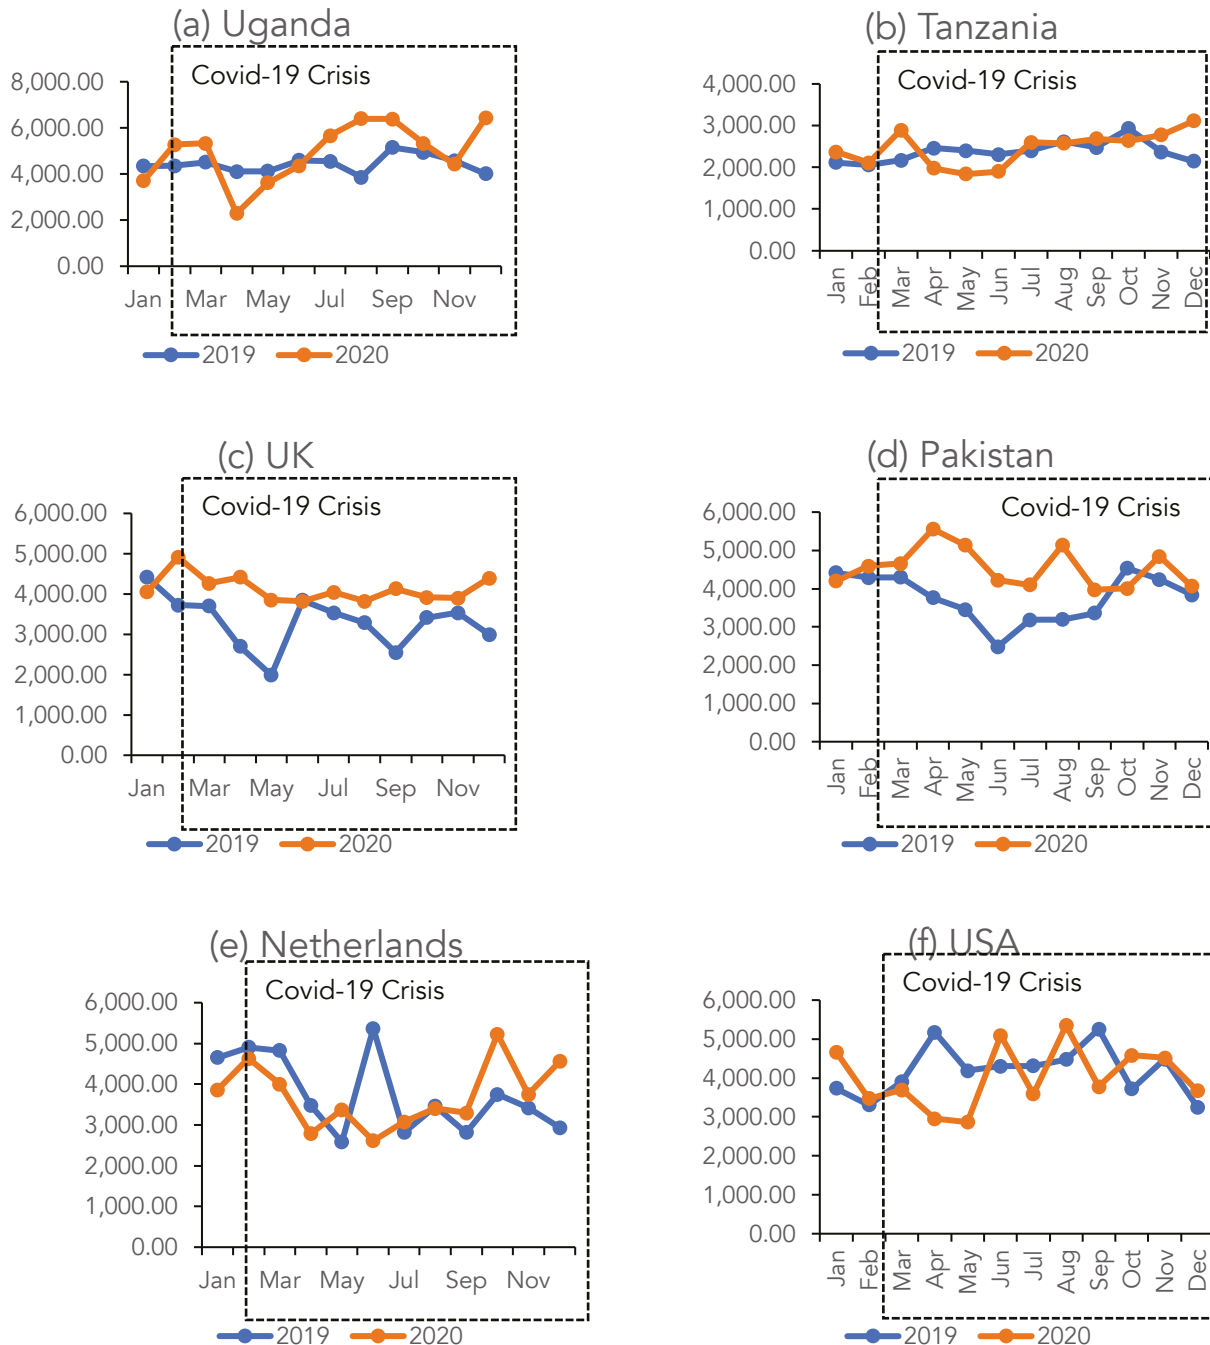 (a) Uganda
Covid-19 Crisis
8,000.00
6,000.00
4,000.00
2,000.00
0.00
Jan Mar May Jul Sep Nov
2019 2020
(b) Tanzania
Covid-19 Crisis
4,000.00
3,000.00
2,000.00
1,000.00
0.00
Jan Feb Mar Apr May Jun Jul Aug Sep Oct Nov Dec
2019 2020
(c) UK
Covid-19 Crisis
6,000.00
5,000.00
4,000.00
3,000.00
2,000.00
1,000.00
0.00
Jan Mar May Jul Sep Nov
2019 2020
(d) Pakistan
Covid-19 Crisis
6,000.00
5,000.00
4,000.00
3,000.00
2,000.00
1,000.00
0.00
Jan Feb Mar Apr May Jun Jul Aug Sep Oct Nov Dec
2019 2020
(e) Netherlands
Covid-19 Crisis
6,000.00
5,000.00
4,000.00
3,000.00
2,000.00
1,000.00
0.00
Jan Mar May Jul Sep Nov
2019 2020
(f) USA
Covid-19 Crisis
6,000.00
5,000.00
4,000.00
3,000.00
2,000.00
1,000.00
0.00
Jan Feb Mar Apr May Jun Jul Aug Sep Oct Nov Dec
2019 2020